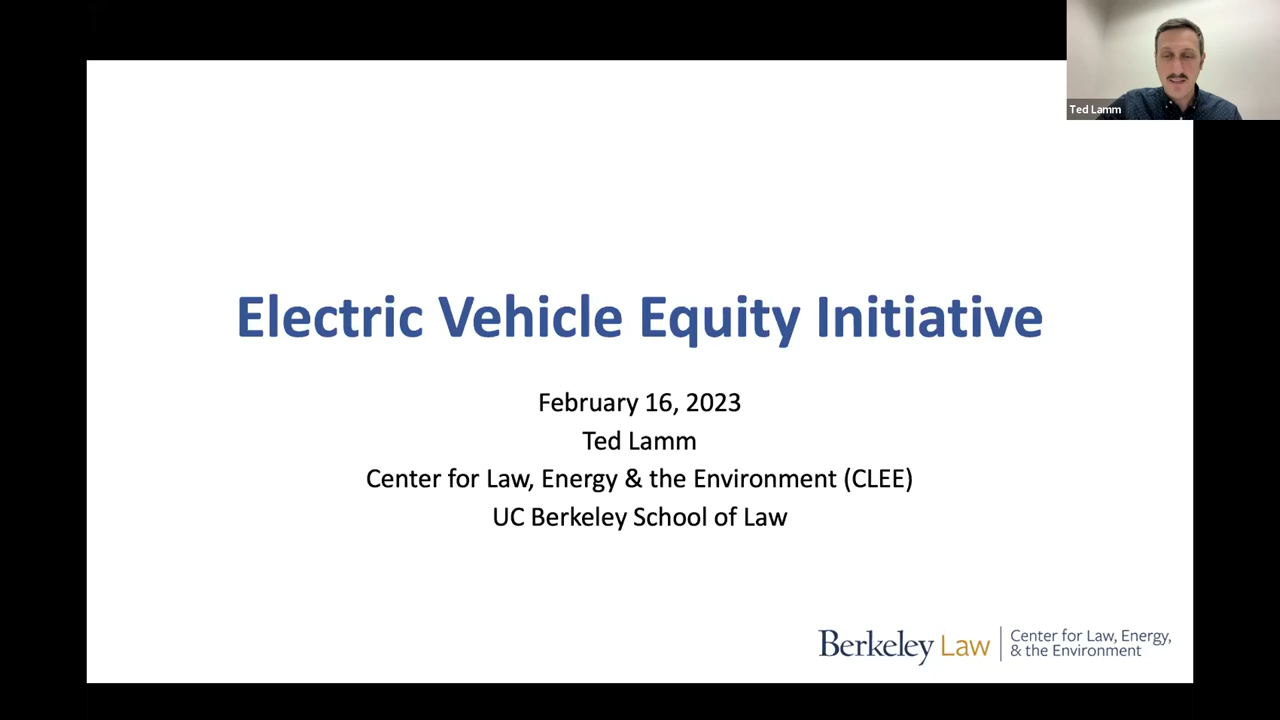 Ted Lamm
Electric Vehicle Equity Initiative
February 16, 2023
Ted Lamm
Center for Law, Energy & the Environment (CLEE)
UC Berkeley School of Law
Berkeley Law
Center for Law, Energy,
& the Environment